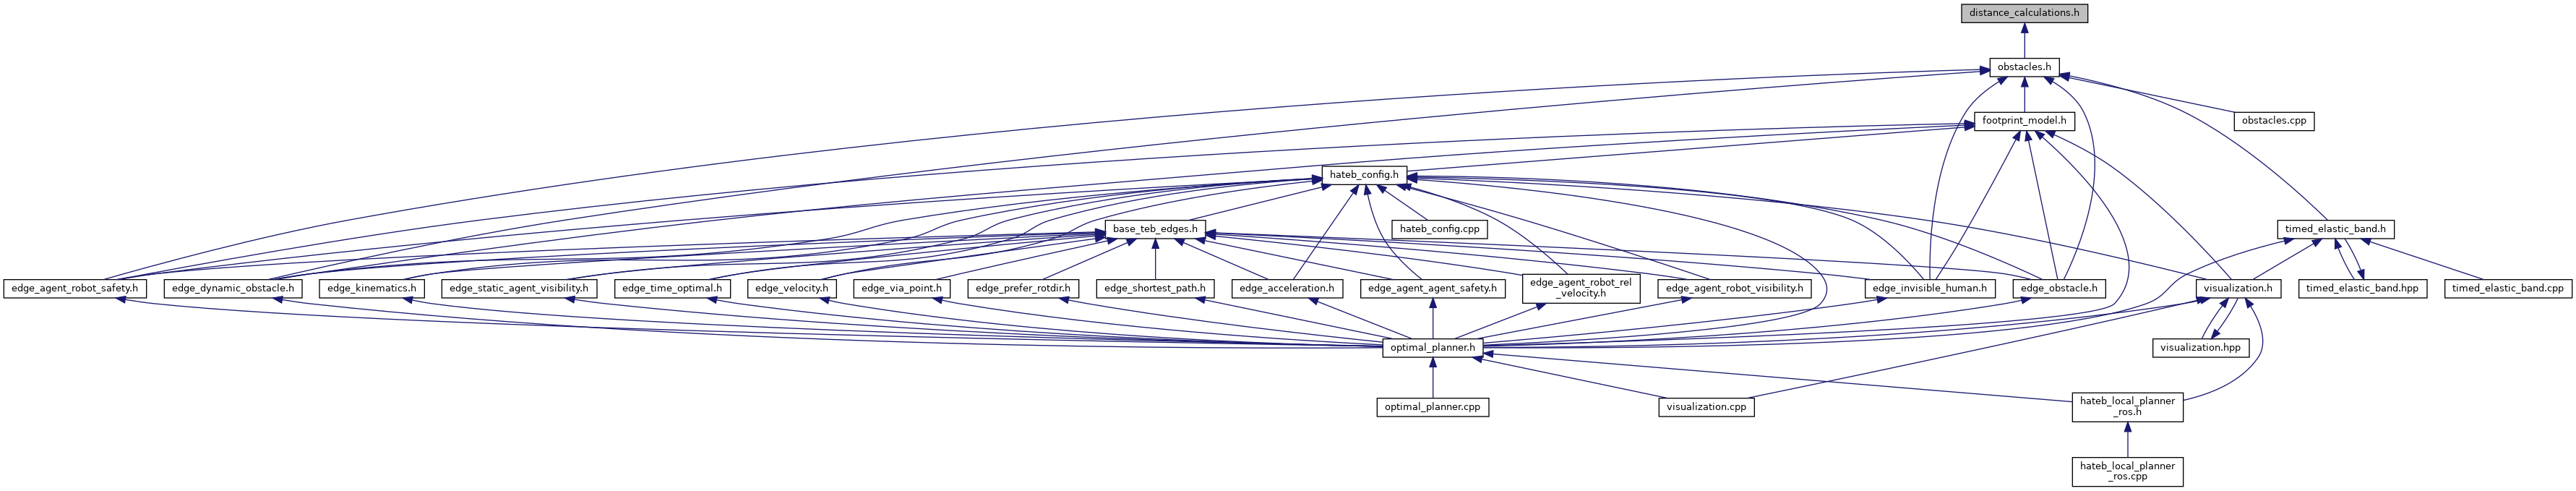 distance_calculations.h
obstacles.h
footprint_model.h
obstacles.cpp
hateb_config.h
base_teb_edges.h
hateb_config.cpp
timed_elastic_band.h
edge_agent_robot_safety.h
edge_dynamic_obstacle.h
edge_kinematics.h
edge_static_agent_visibility.h
edge_time_optimal.h
edge_velocity.h
edge_via_point.h
edge_prefer_rotdir.h
edge_shortest_path.h
edge_acceleration.h
edge_agent_agent_safety.h
edge_agent_robot_rel
_velocity.h
edge_agent_robot_visibility.h
edge_invisible_human.h
edge_obstacle.h
visualization.h
timed_elastic_band.hpp
timed_elastic_band.cpp
optimal_planner.h
visualization.hpp
optimal_planner.cpp
visualization.cpp
hateb_local_planner
_ros.h
hateb_local_planner
_ros.cpp